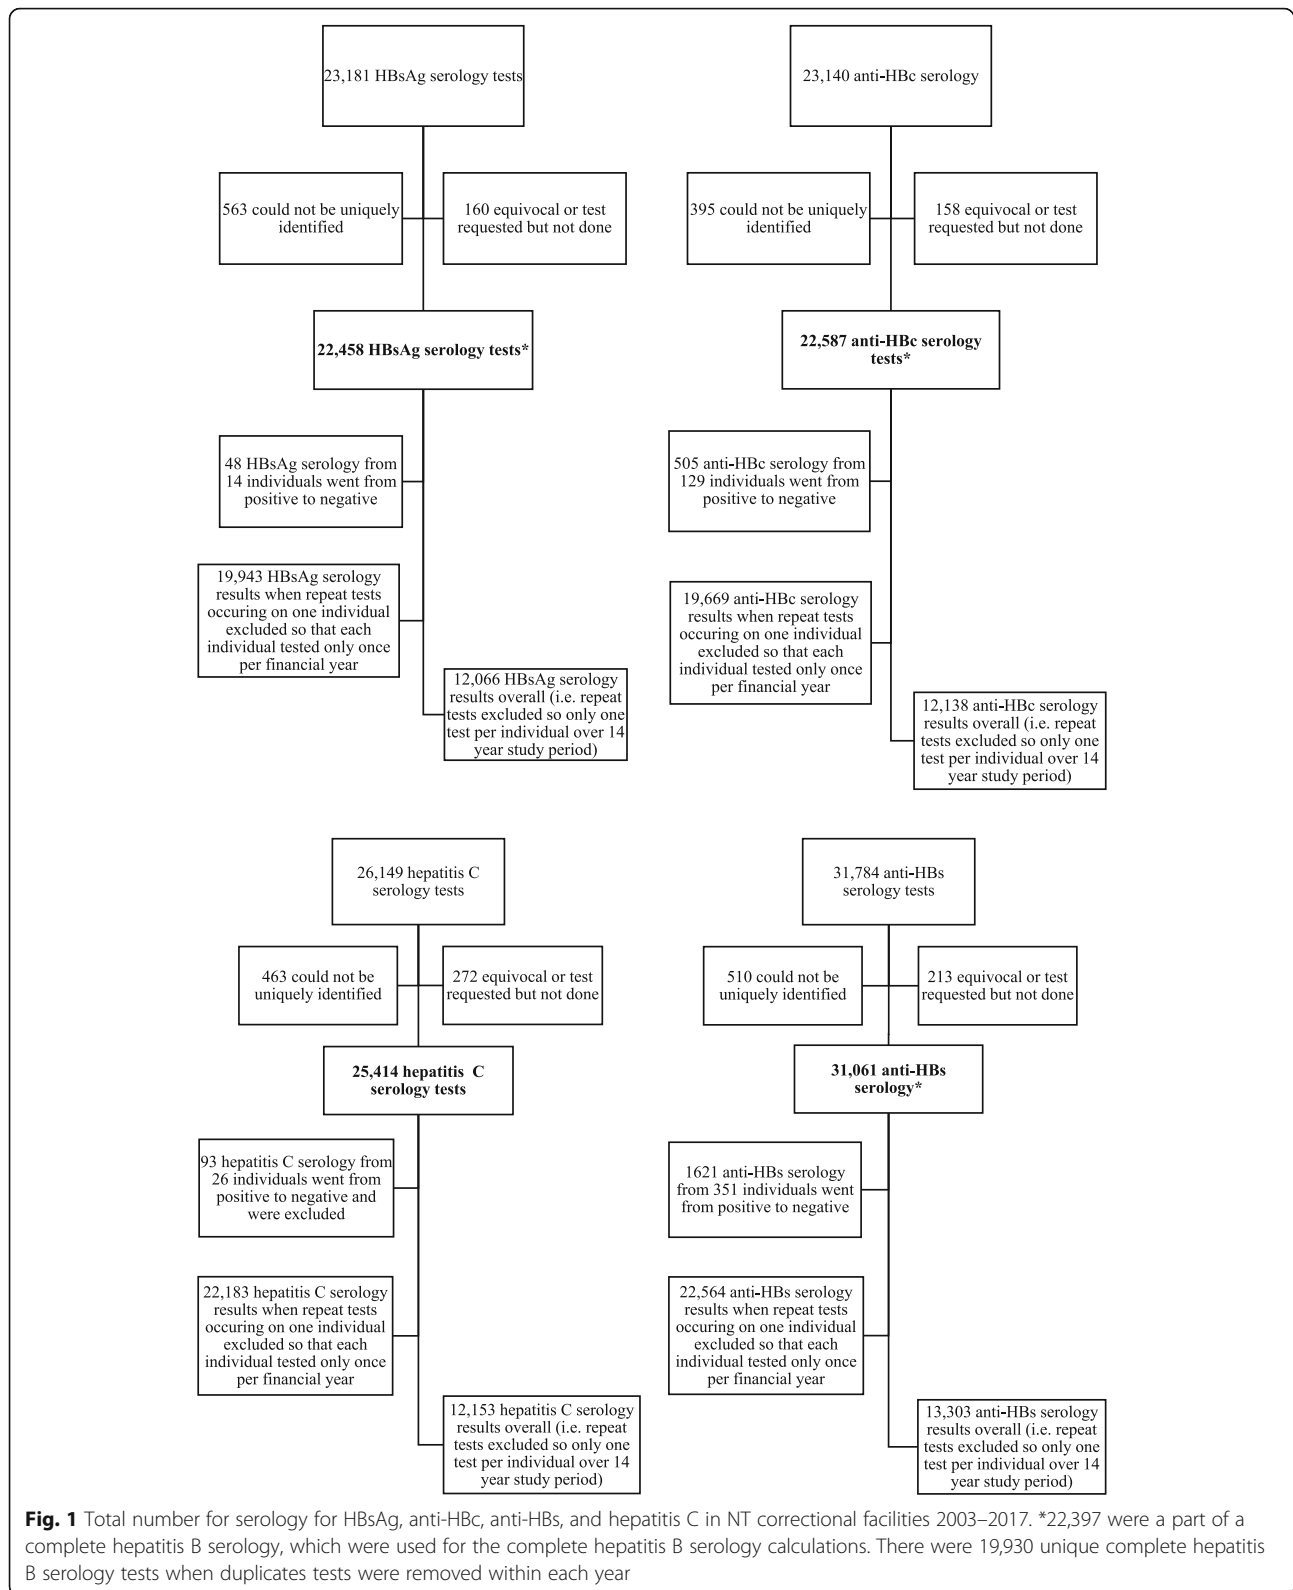 23,181 HBsAg serology tests
563 could not be uniquely
identified
160 equivocal or test
requested but not done
22,458 HBsAg serology tests*
48 HBsAg serology from
14 individuals went from
positive to negative
19,943 HBsAg serology
results when repeat tests
occuring on one individual
excluded so that each
individual tested only once
per financial year
12,066 HBsAg serology
results overall (i.e. repeat
tests excluded so only one
test per individual over 14
year study period)
23,140 anti-HBc serology
395 could not be uniquely
identified
158 equivocal or test
requested but not done
22,587 anti-HBc serology
tests*
505 anti-HBc serology from
129 individuals went from
positive to negative
19,669 anti-HBc serology
results when repeat tests
occuring on one individual
excluded so that each
individual tested only once
per financial year
12,138 anti-HBc serology
results overall (i.e. repeat
tests excluded so only one
test per individual over 14
year study period)
26,149 hepatitis C
serology tests
463 could not be
uniquely identified
272 equivocal or test
requested but not done
25,414 hepatitis C
serology tests
93 hepatitis C serology from
26 individuals went from
positive to negative and
were excluded
22,183 hepatitis C serology
results when repeat tests
occuring on one individual
excluded so that each
individual tested only once
per financial year
12,153 hepatitis C serology
results overall (i.e. repeat
tests excluded so only one
test per individual over 14
year study period)
31,784 anti-HBs
serology tests
510 could not be
uniquely identified
213 equivocal or test
requested but not done
31,061 anti-HBs
serology*
1621 anti-HBs serology
from 351 individuals went
from positive to negative
22,564 anti-HBs serology
results when repeat tests
occuring on one individual
excluded so that each
individual tested only once
per financial year
13,303 anti-HBs serology
results overall (i.e. repeat
tests excluded so only one
test per individual over 14
year study period)
Fig. 1 Total number for serology for HBsAg, anti-HBc, anti-HBs, and hepatitis C in NT correctional facilities 2003–2017. *22,397 were a part of a
complete hepatitis B serology, which were used for the complete hepatitis B serology calculations. There were 19,930 unique complete hepatitis
B serology tests when duplicates tests were removed within each year